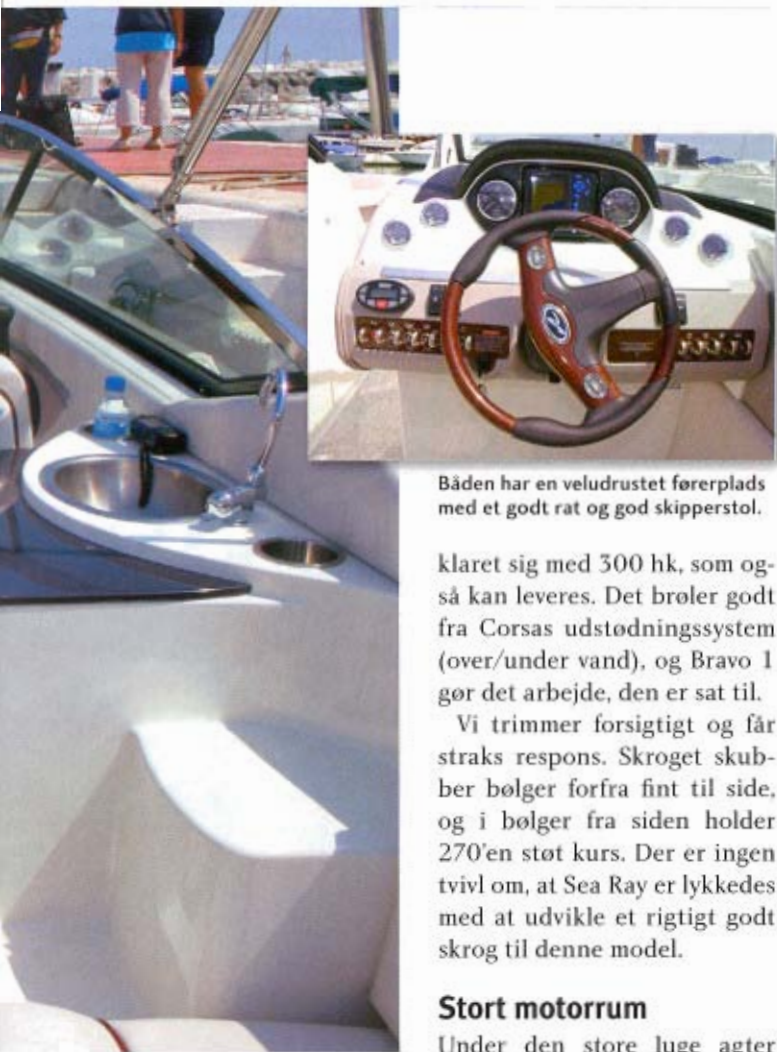 Båden har en veludrustet førerplads
med et godt rat og god skipperstol.
klaret sig med 300 hk, som og-
så kan leveres. Det brøler godt
fra Corsas udstødningssystem
(over/under vand), og Bravo 1
gør det arbejde, den er sat til.
Vi trimmer forsigtigt og får
straks respons. Skroget skub-
ber bølger forfra fint til side,
og i bølger fra siden holder
270'en støt kurs. Der er ingen
tvivl om, at Sea Ray er lykkedes
med at udvikle et rigtigt godt
skrog til denne model.
Stort motorrum
Under den store luge agter